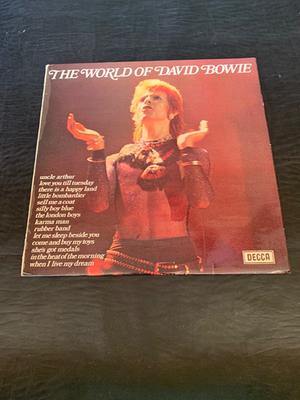 THE WORLD OF DAVID BOWIE
uncle arthur
love you till tuesday
there is a happy land
little bombardier
sell me a coat
silly boy blue
the london boys
karma man
rubber band
let me sleep beside you
come and buy my toys
she's got medals
in the heat of the morning
when I live my dream
DECCA